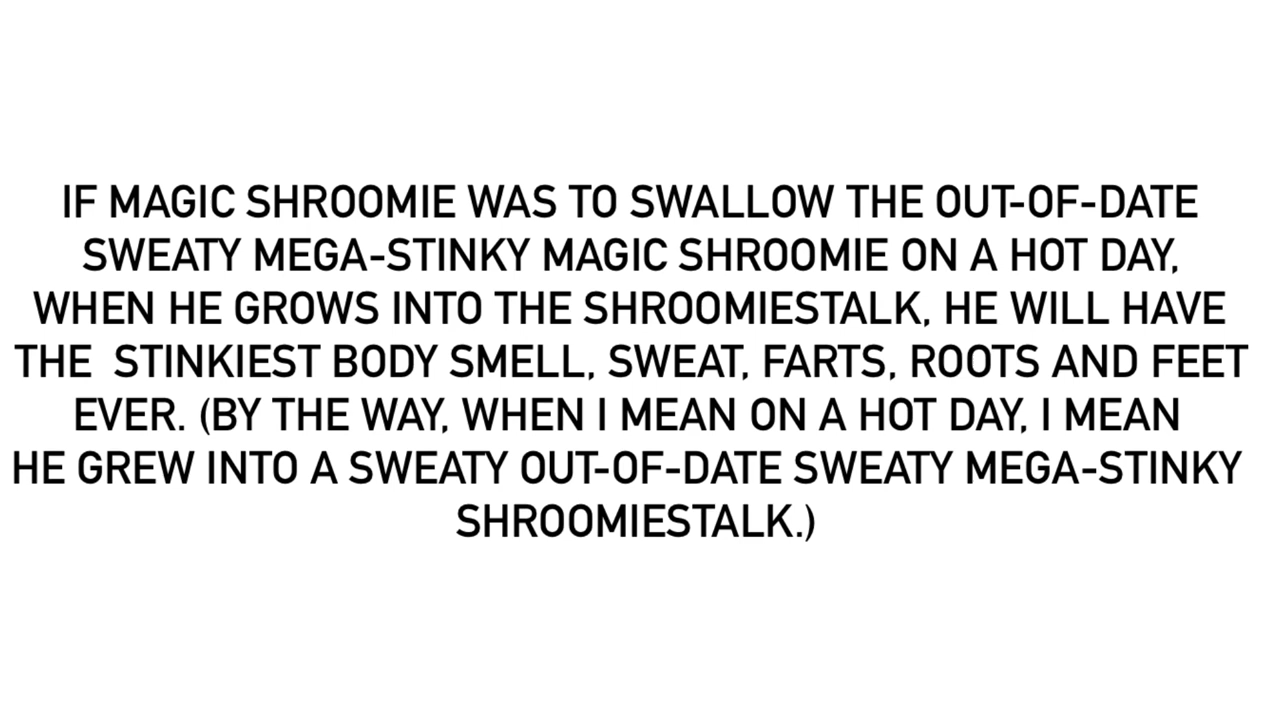 IF MAGIC SHROOMIE WAS TO SWALLOW THE OUT-OF-DATE
SWEATY MEGA-STINKY MAGIC SHROOMIE ON A HOT DAY,
WHEN HE GROWS INTO THE SHROOMIESTALK, HE WILL HAVE
THE  STINKIEST BODY SMELL, SWEAT, FARTS, ROOTS AND FEET
EVER. (BY THE WAY, WHEN I MEAN ON A HOT DAY, I MEAN
HE GREW INTO A SWEATY OUT-OF-DATE SWEATY MEGA-STINKY
SHROOMIESTALK.)